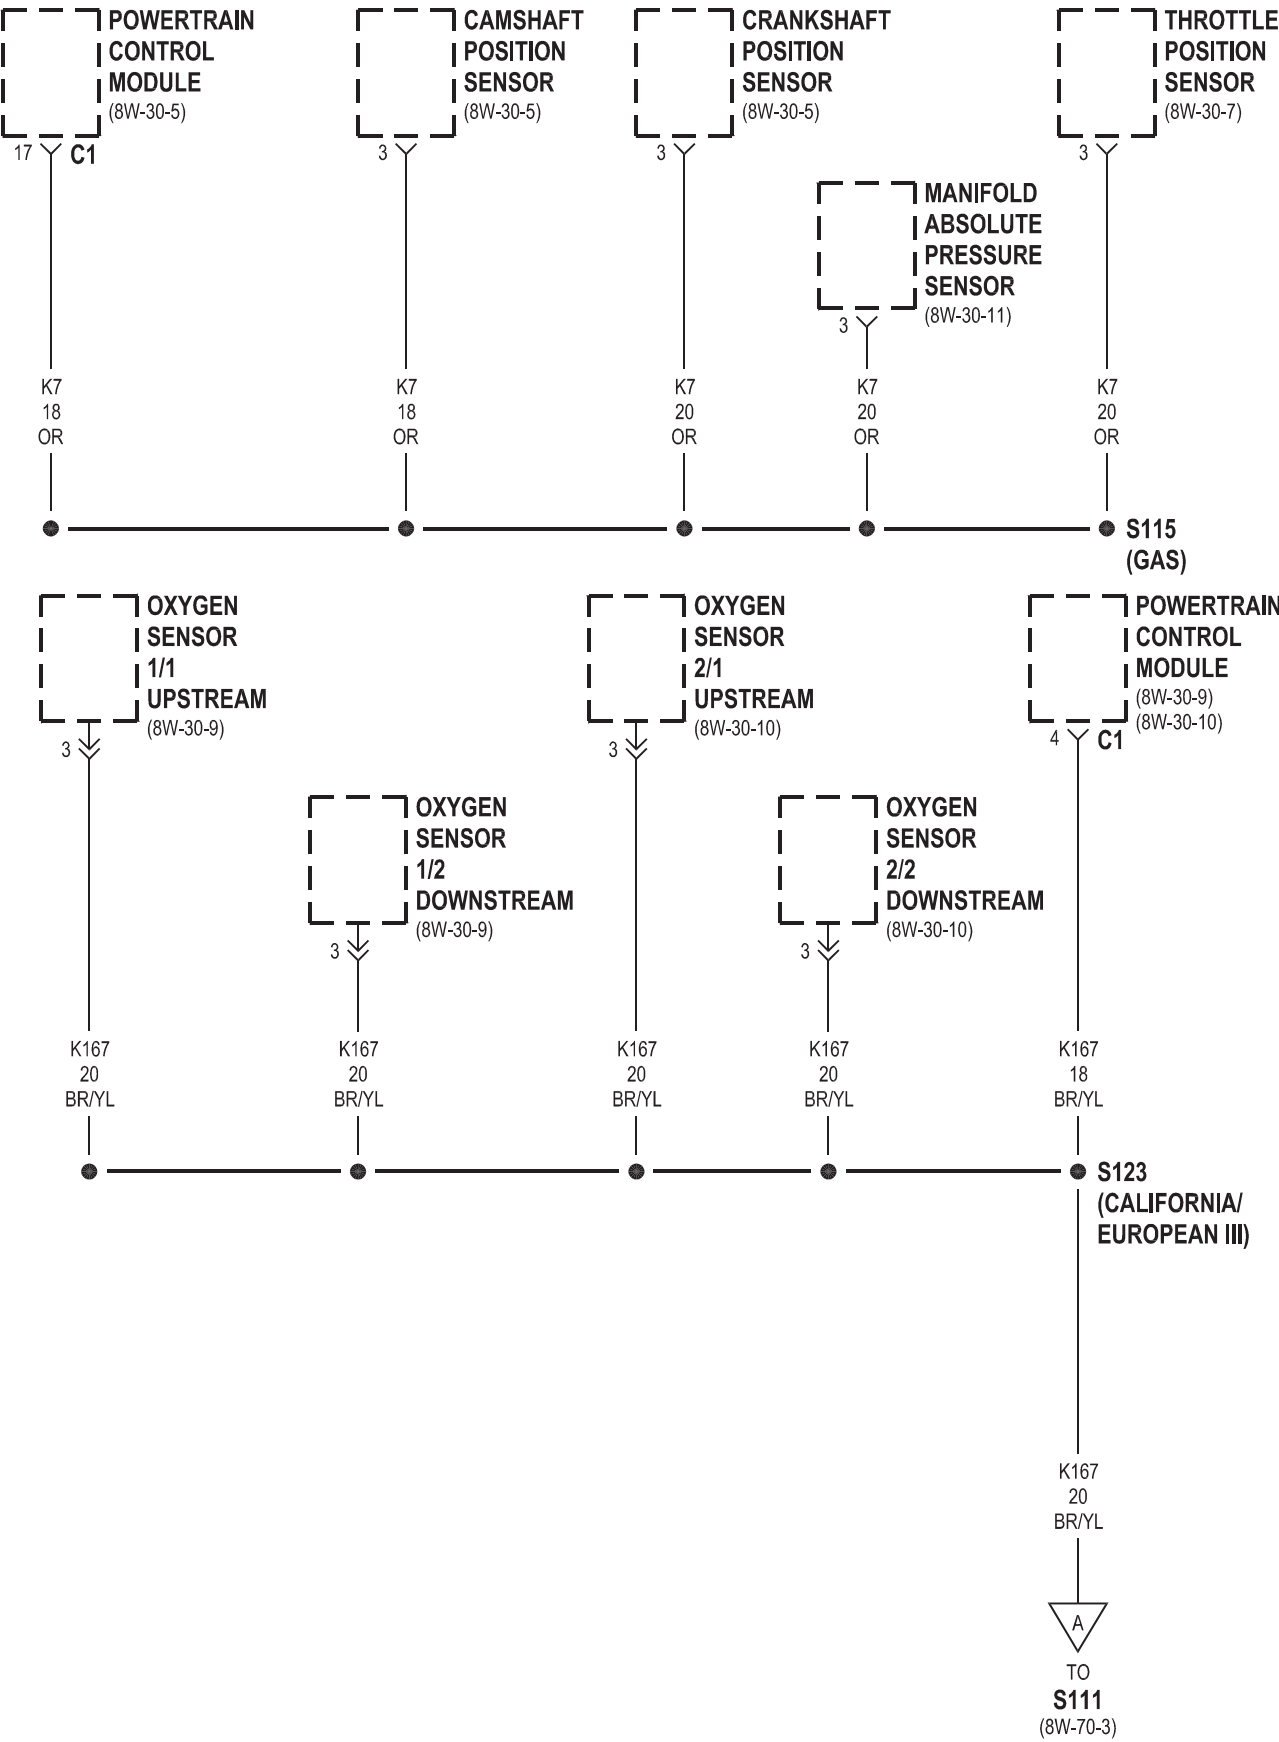 POWERTRAIN
CONTROL
MODULE
(8W-30-5)
17
C1
CAMSHAFT
POSITION
SENSOR
(8W-30-5)
3
CRANKSHAFT
POSITION
SENSOR
(8W-30-5)
3
THROTTLE
POSITION
SENSOR
(8W-30-7)
3
MANIFOLD
ABSOLUTE
PRESSURE
SENSOR
(8W-30-11)
3
K7
18
OR
K7
18
OR
K7
20
OR
K7
20
OR
K7
20
OR
S115
(GAS)
OXYGEN
SENSOR
1/1
UPSTREAM
(8W-30-9)
3
OXYGEN
SENSOR
2/1
UPSTREAM
(8W-30-10)
3
POWERTRAIN
CONTROL
MODULE
(8W-30-9)
(8W-30-10)
4
C1
OXYGEN
SENSOR
1/2
DOWNSTREAM
(8W-30-9)
3
OXYGEN
SENSOR
2/2
DOWNSTREAM
(8W-30-10)
3
K167
20
BR/YL
K167
20
BR/YL
K167
20
BR/YL
K167
20
BR/YL
K167
18
BR/YL
S123
(CALIFORNIA/
EUROPEAN III)
K167
20
BR/YL
A
TO
S111
(8W-70-3)